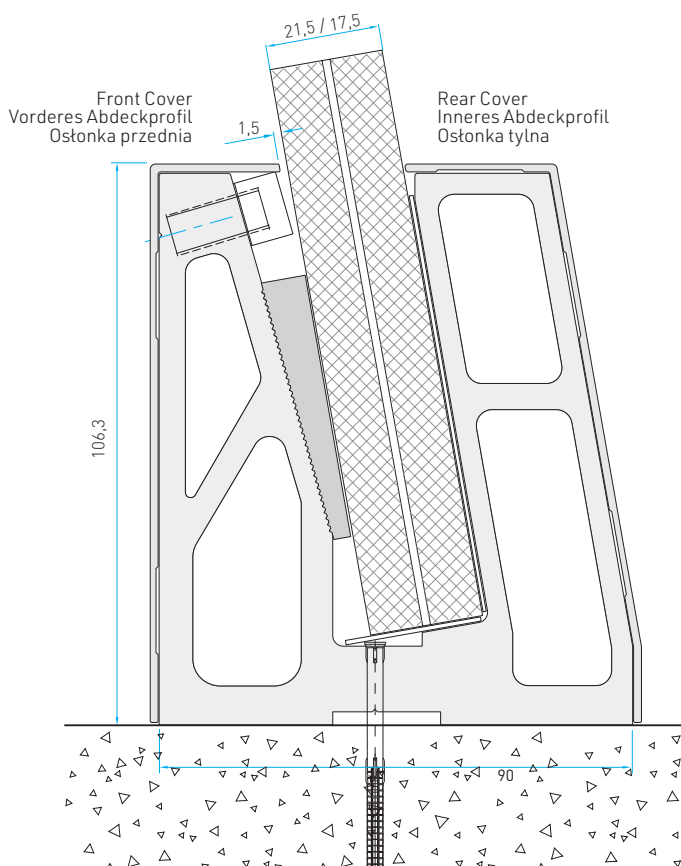 21,5 / 17,5
Front Cover
Vorderes Abdeckprofil
Osłonka przednia
Rear Cover
Inneres Abdeckprofil
Osłonka tylna
1,5
106,3
90